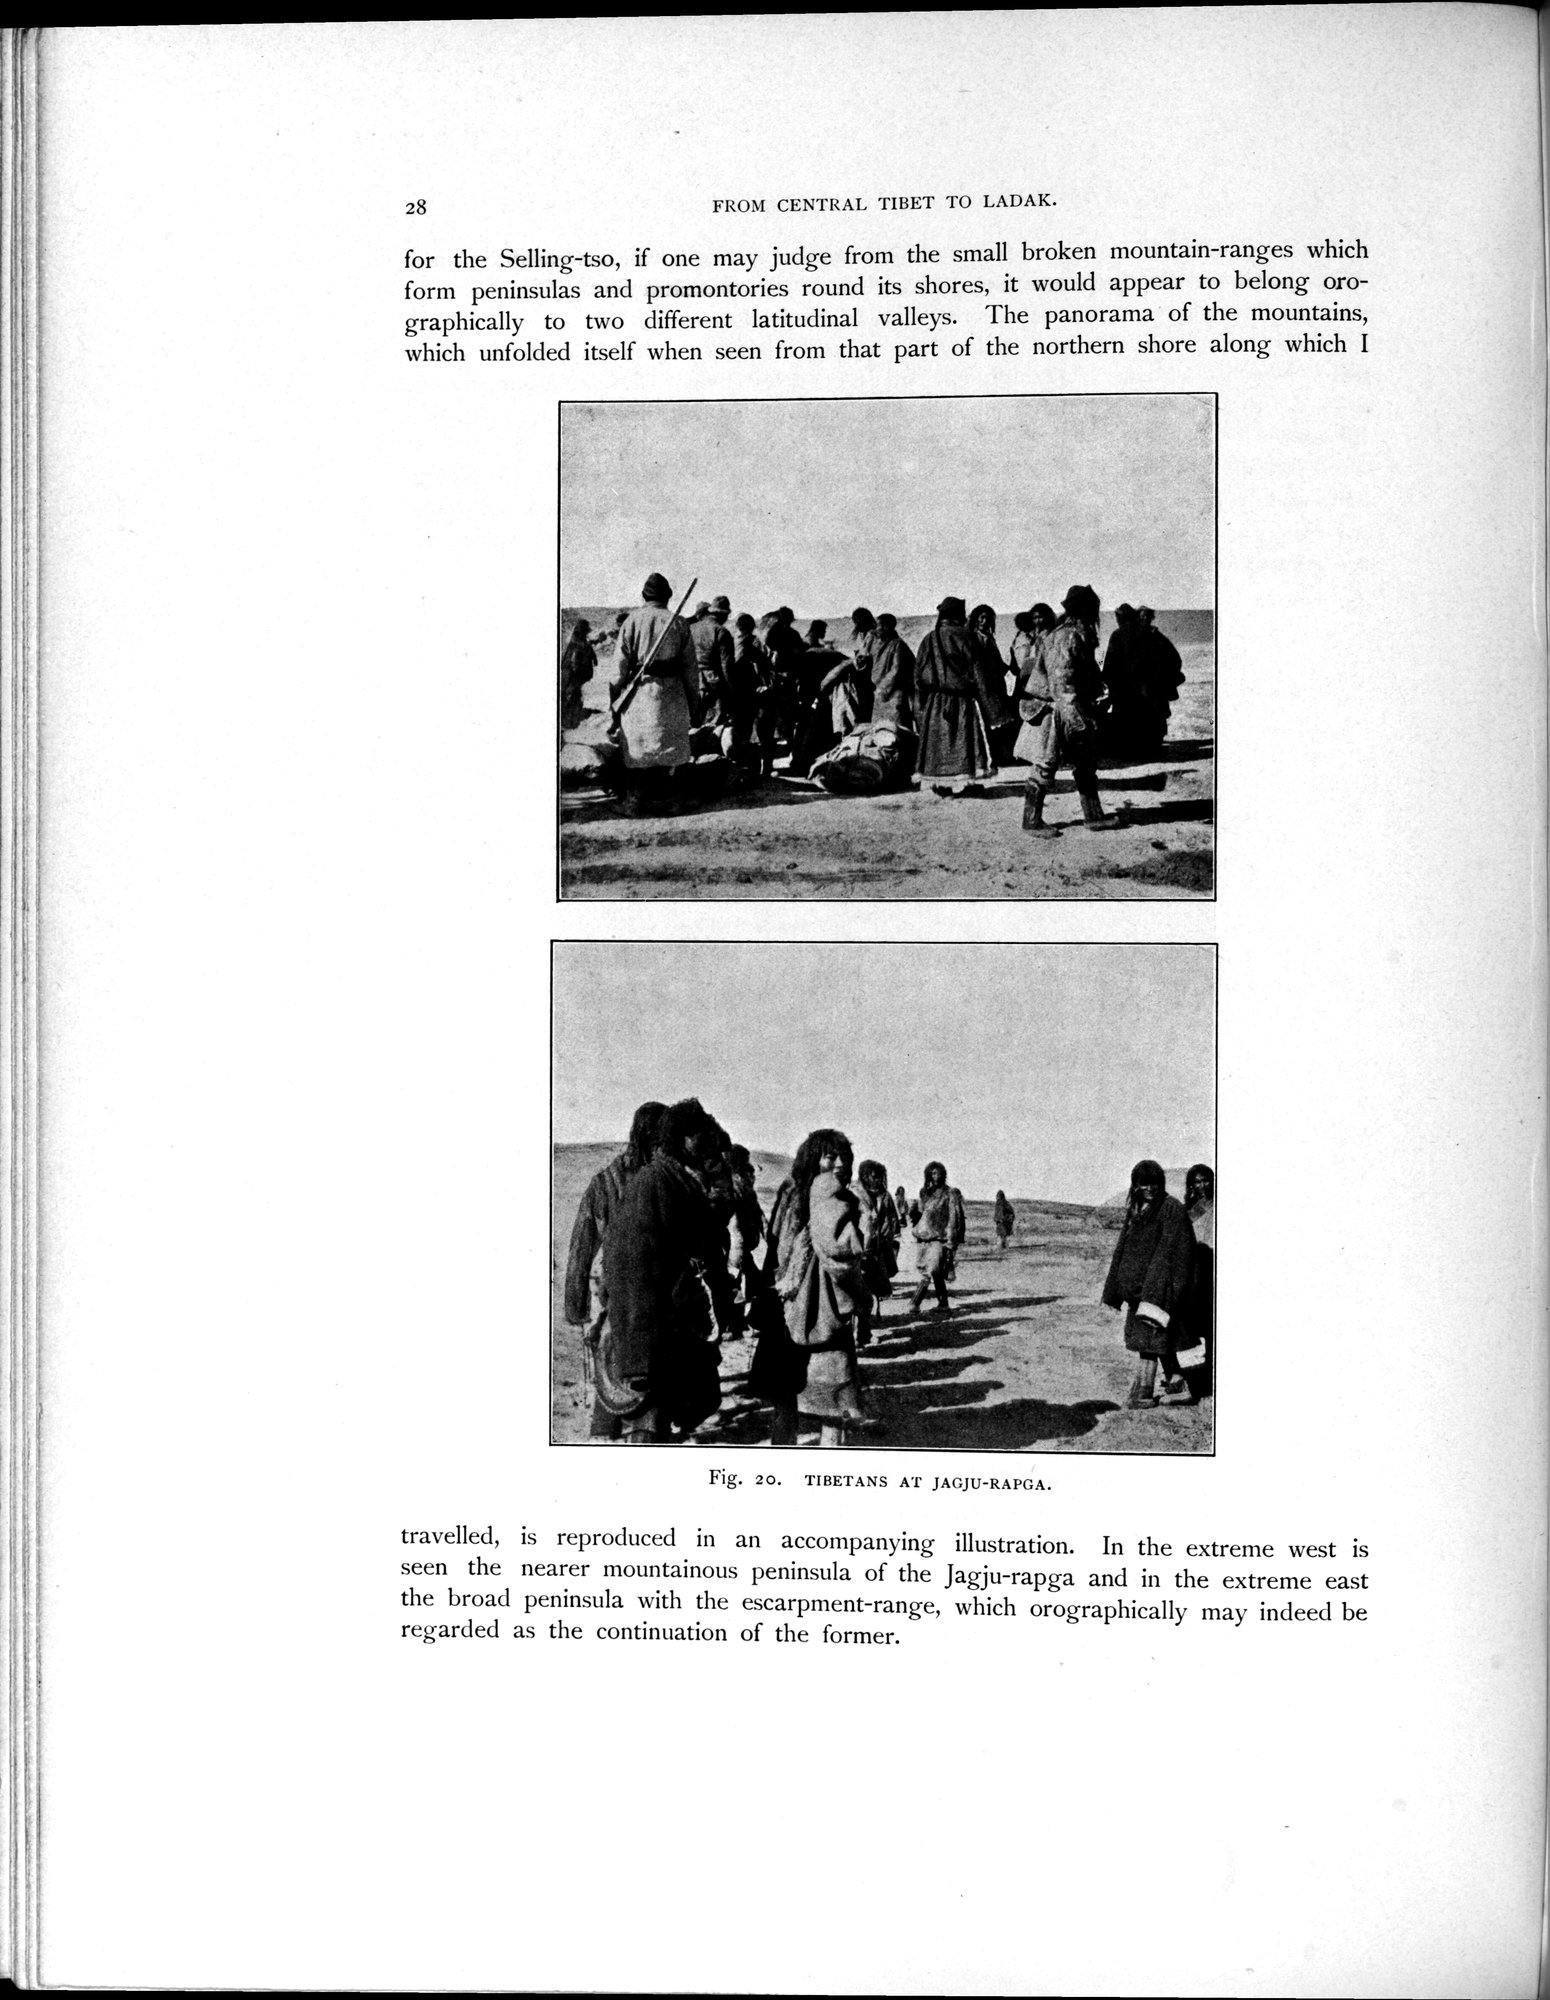 28
FROM CENTRAL TIBET TO LADAK.
for the Selling-tso, if one may judge from the small broken mountain-ranges which
form peninsulas and promontories round its shores, it would appear to belong oro-
graphically to two different latitudinal valleys. The panorama of the mountains,
which unfolded itself when seen from that part of the northern shore along which I
Fig. 20. TIBETANS AT JAGJU-RAPGA.
travelled, is reproduced in an accompanying illustration. In the extreme west is
seen the nearer mountainous peninsula of the Jagju-rapga and in the extreme east
the broad peninsula with the escarpment-range, which orographically may indeed be
regarded as the continuation of the former.